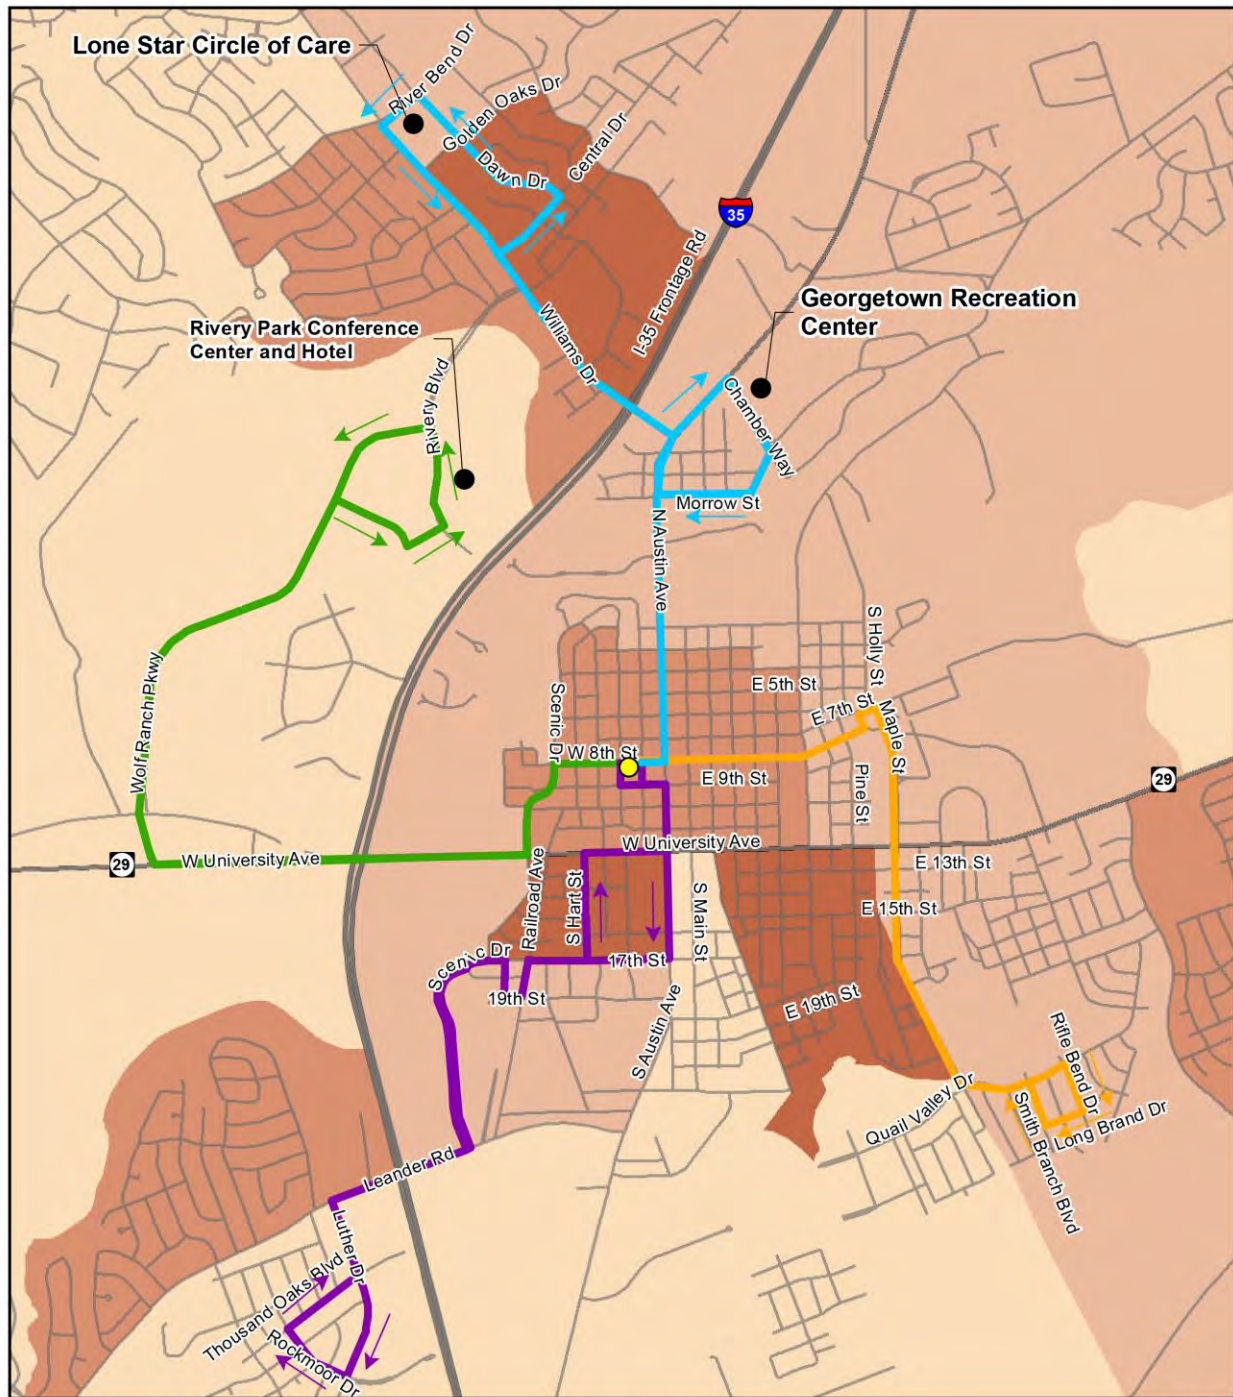 Lone Star Circle of Care
River Bend Dr
Golden Oaks Dr
Central Dr
Dawn Dr
35
I-35 Frontage Rd
Georgetown Recreation
Center
Rivery Park Conference
Center and Hotel
Williams Dr
Rivery Blvd
Chamber Way
Morrow St
N Austin Ave
S Holly St
E 5th St
E 7th St
Maple St
Scenic Dr
W 8th St
E 9th St
Pine St
Wolf Ranch Pkwy
29
W University Ave
29
W University Ave
E 13th St
Railroad Ave
S Hart St
S Main St
E 15th St
Scenic Dr
17th St
19th St
E 19th St
S Austin Ave
Rifle Bend Dr
Quail Valley Dr
Smith Branch Blvd
Long Brand Dr
Leander Rd
Luther Dr
Thousand Oaks Blvd
Rockmoor Dr